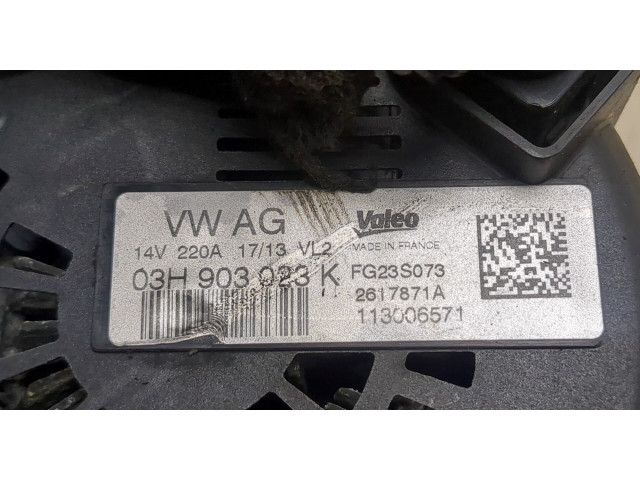 VW AG Valeo
14V 220A 17/13 VL2 MADE IN FRANCE
03H 903 023 K FG23S073
2617871A
113006571